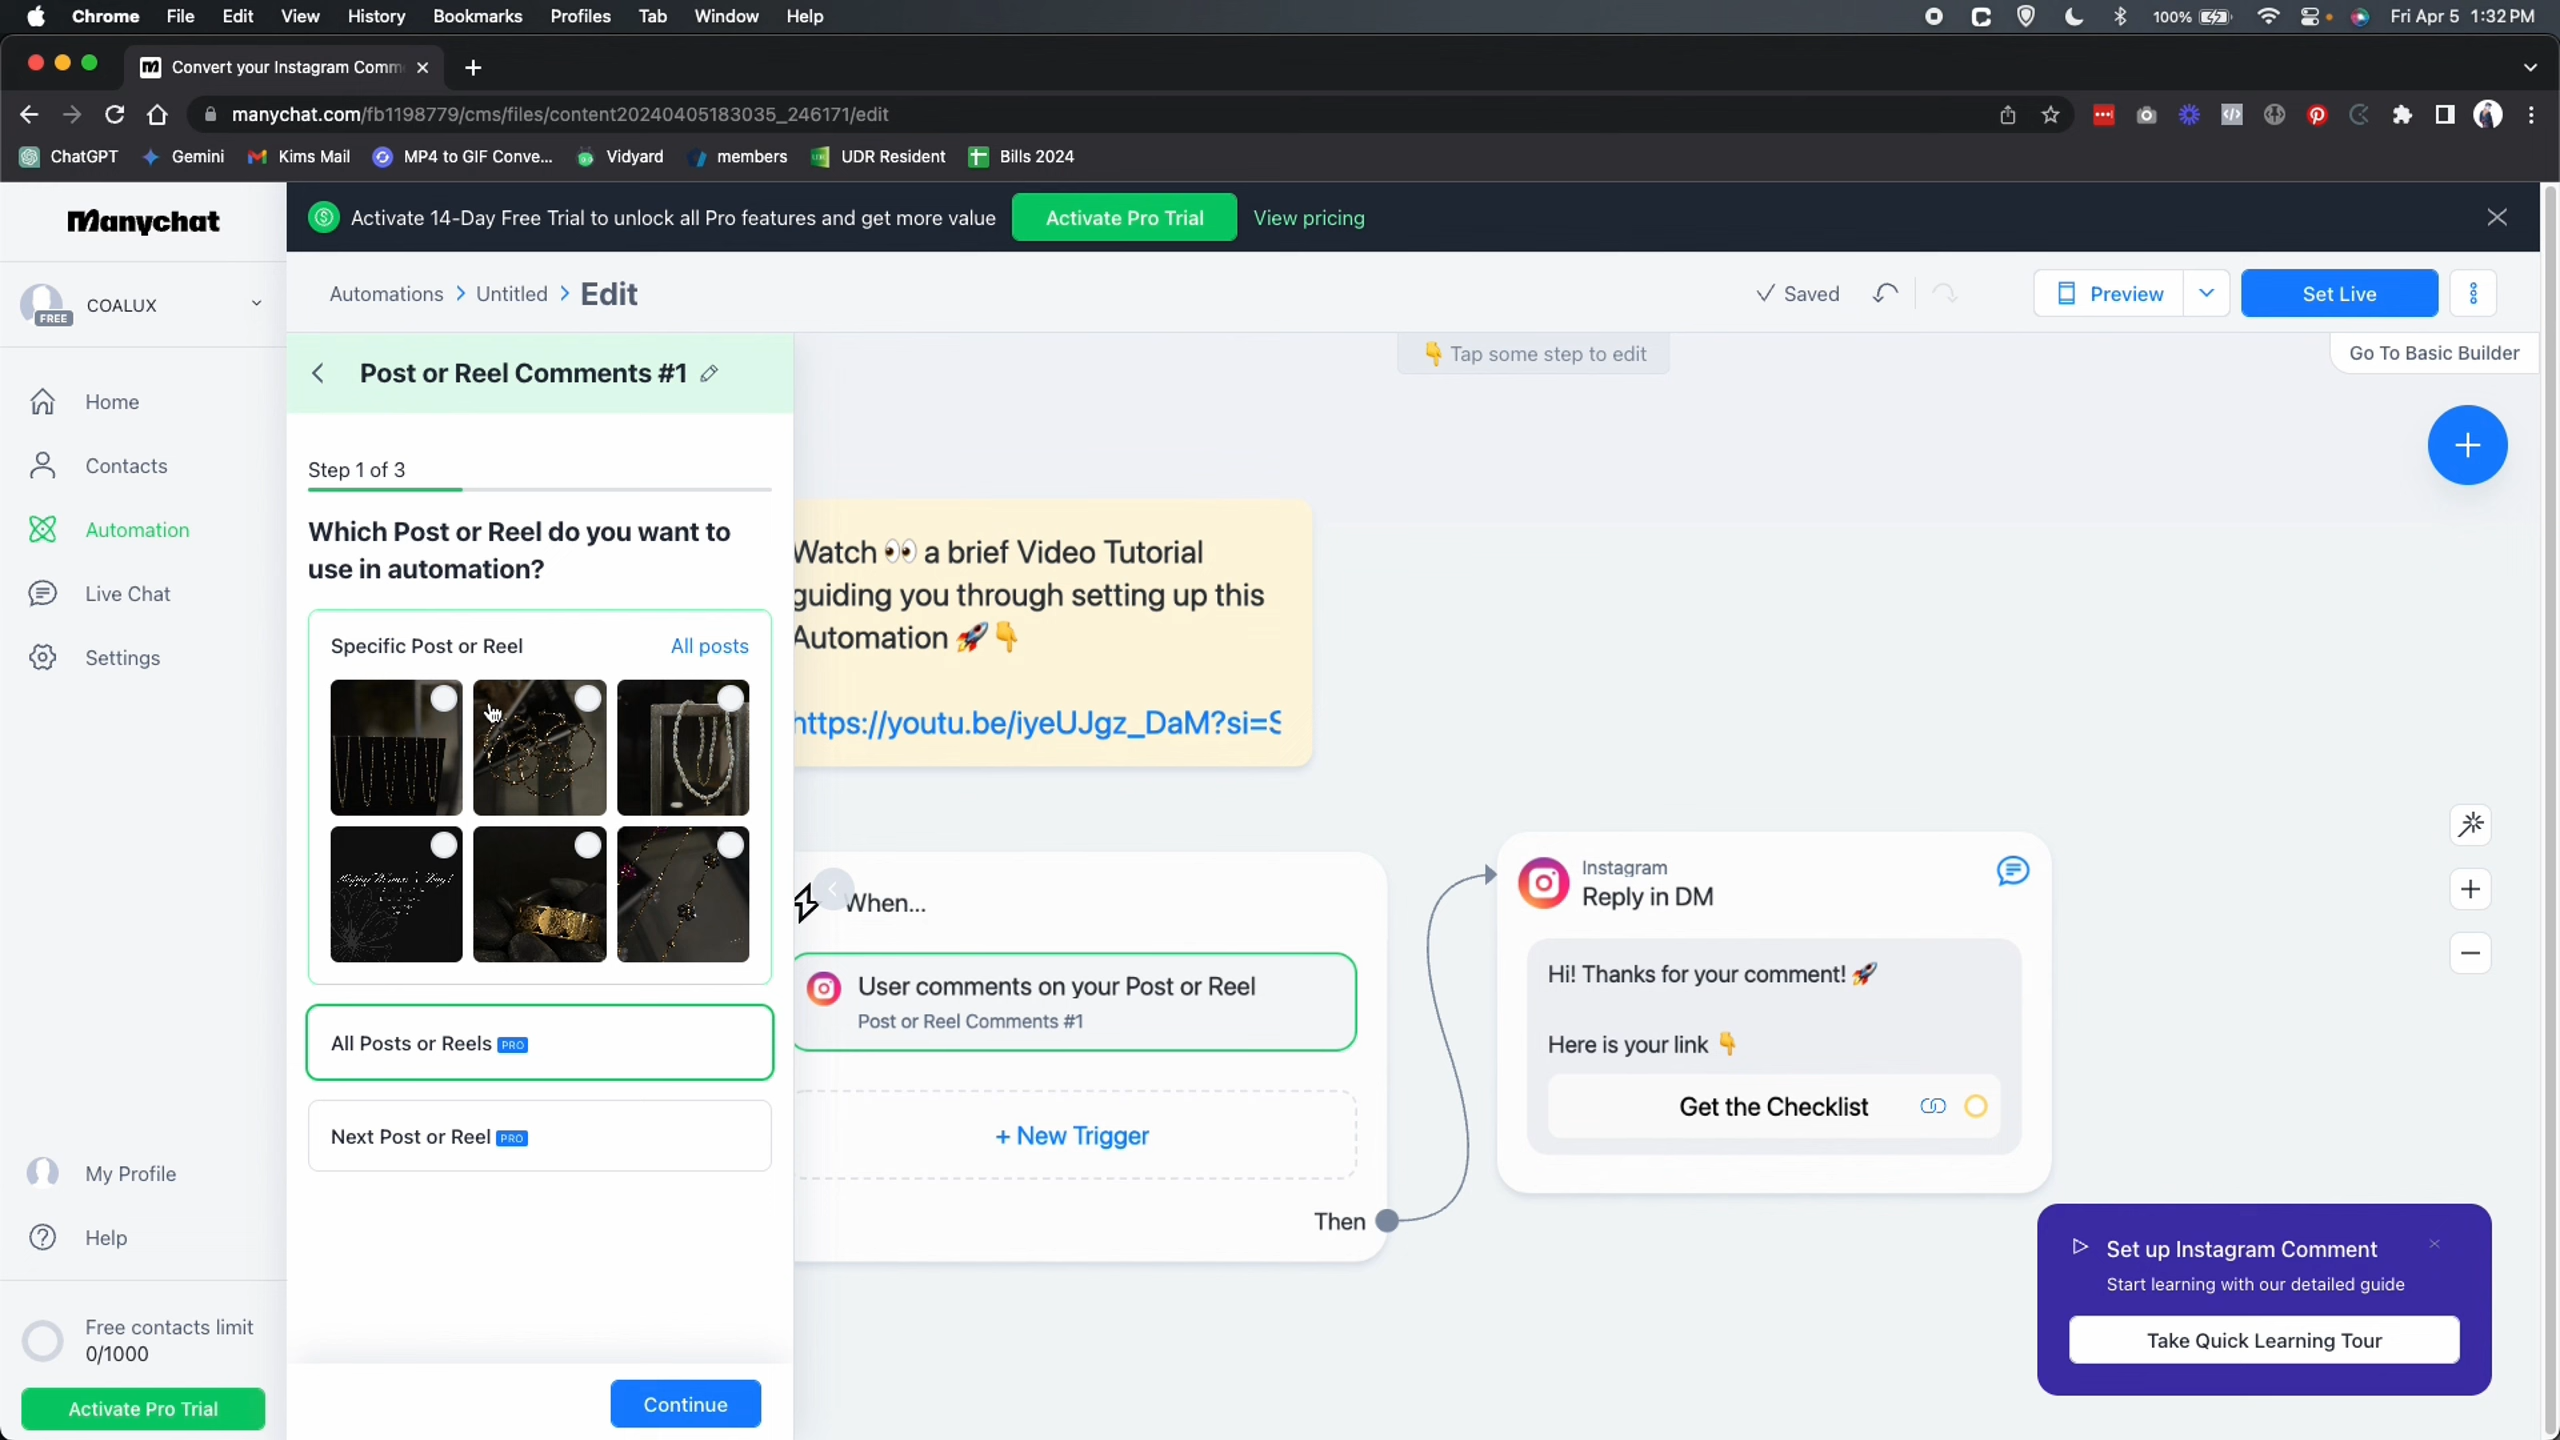 Chrome File Edit View History Bookmarks Profiles Tab Window Help
100% Fri Apr 5 1:32 PM
Convert your Instagram Comm
manychat.com/fb1198779/cms/files/content20240405183035_246171/edit
ChatGPT Gemini Kims Mail MP4 to GIF Conve... Vidyard members UDR Resident Bills 2024
Manychat
Activate 14-Day Free Trial to unlock all Pro features and get more value Activate Pro Trial View pricing
COALUX
FREE
Automations > Untitled > Edit
Saved Preview Set Live
Home
Contacts
Automation
Live Chat
Settings
My Profile
Help
Free contacts limit
0/1000
Activate Pro Trial
Post or Reel Comments #1
Step 1 of 3
Which Post or Reel do you want to
use in automation?
Specific Post or Reel All posts
All Posts or Reels PRO
Next Post or Reel PRO
Continue
👇 Tap some step to edit
Go To Basic Builder
Watch 👀 a brief Video Tutorial
guiding you through setting up this
Automation 🚀👇
https://youtu.be/iyeUJgz_DaM?si=S
When...
User comments on your Post or Reel
Post or Reel Comments #1
+ New Trigger
Then
Instagram
Reply in DM
Hi! Thanks for your comment! 🚀
Here is your link 👇
Get the Checklist
Set up Instagram Comment
Start learning with our detailed guide
Take Quick Learning Tour